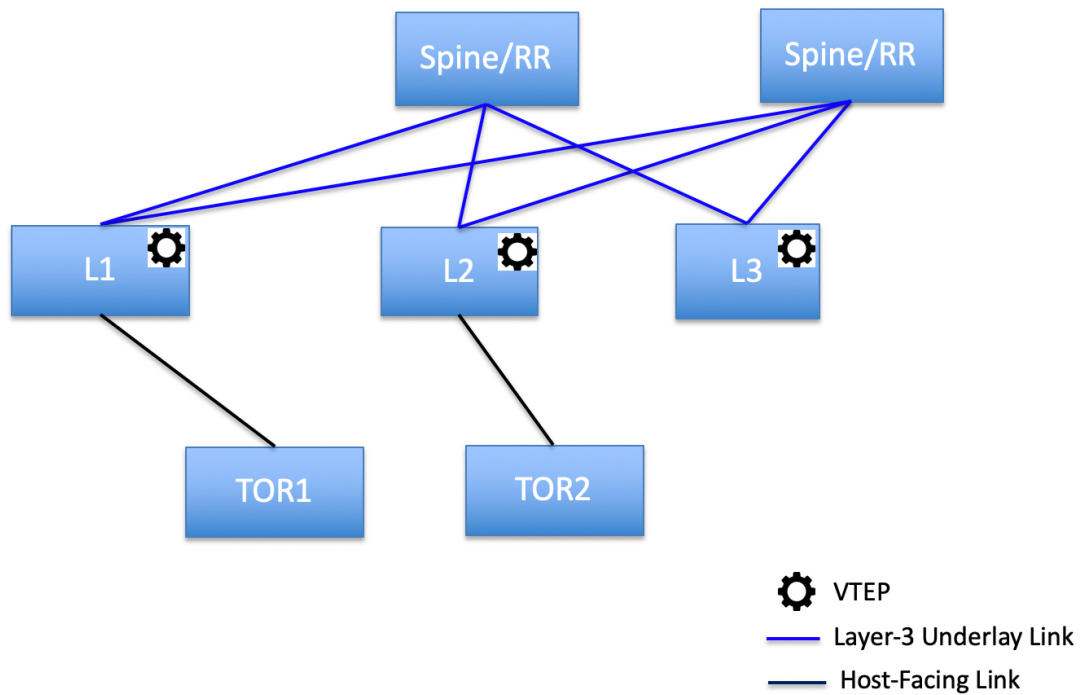 Spine/RR
Spine/RR
L1
L2
L3
TOR1
TOR2
VTEP
Layer-3 Underlay Link
Host-Facing Link